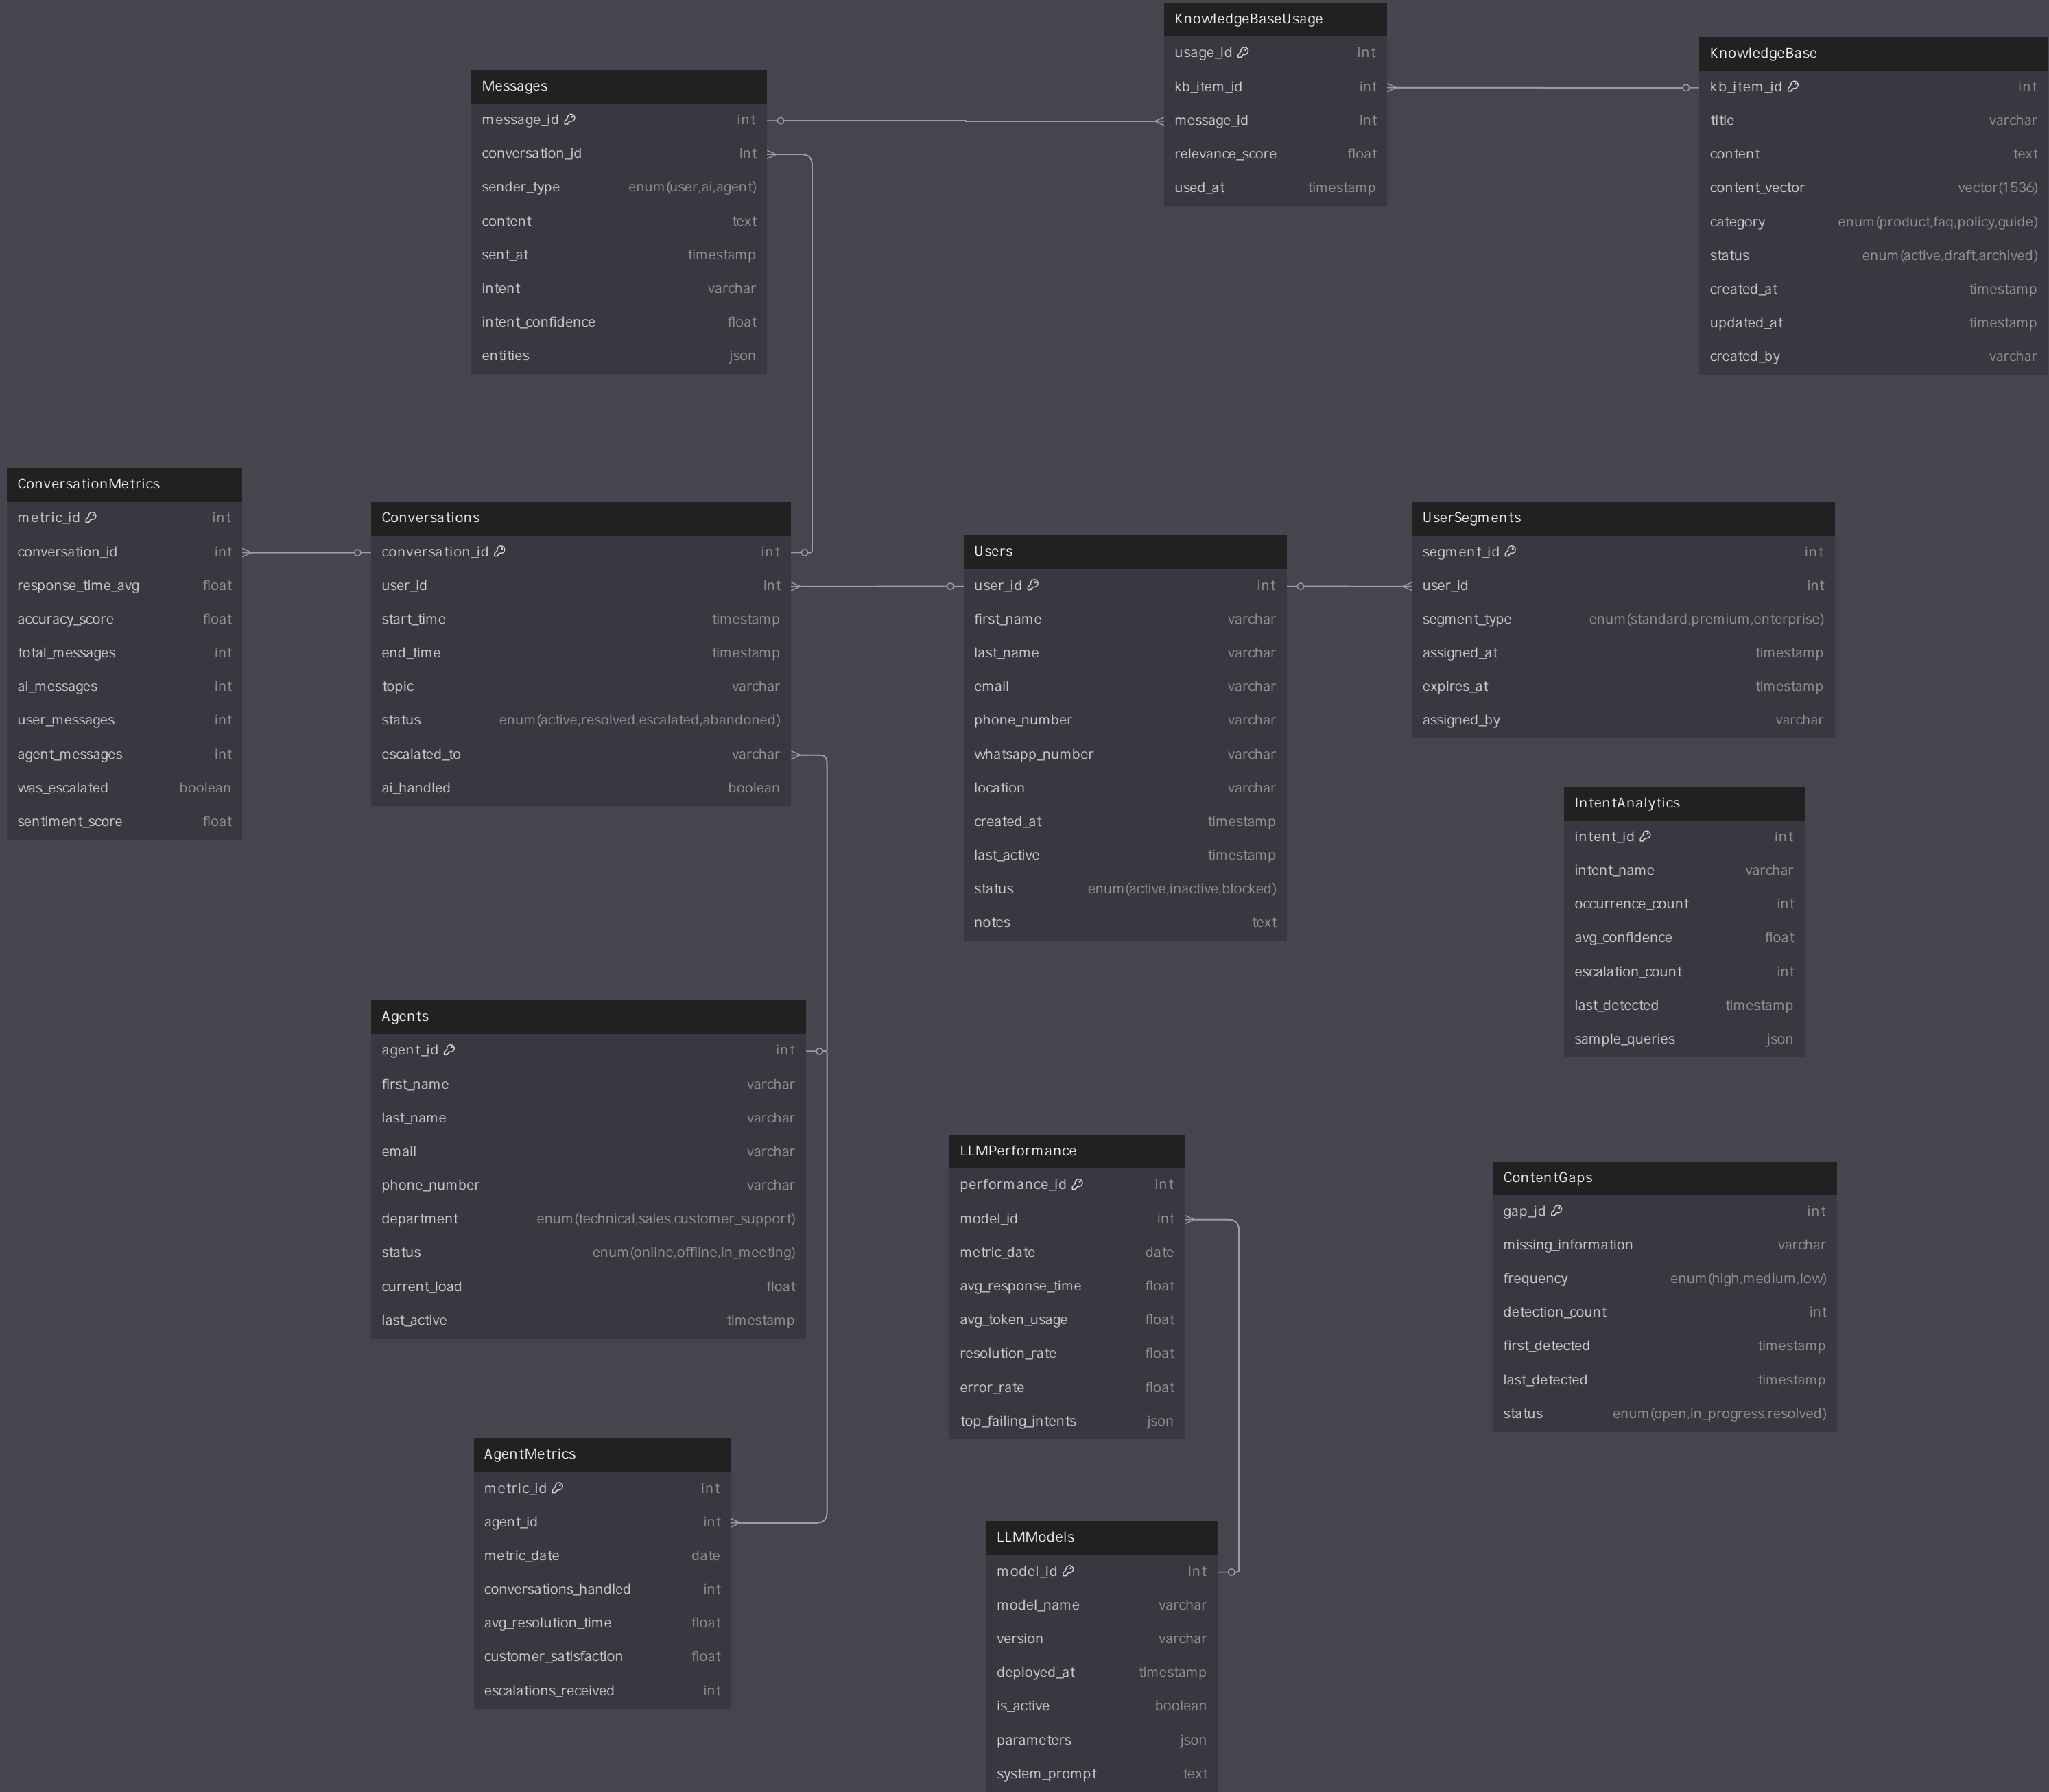 KnowledgeBaseUsage
usage_id int
kb_item_id int
message_id int
relevance_score float
used_at timestamp
KnowledgeBase
kb_item_id int
title varchar
content text
content_vector vector(1536)
category enum(product,faq,policy,guide)
status enum(active,draft,archived)
created_at timestamp
updated_at timestamp
created_by varchar
Messages
message_id int
conversation_id int
sender_type enum(user,ai,agent)
content text
sent_at timestamp
intent varchar
intent_confidence float
entities json
ConversationMetrics
metric_id int
conversation_id int
response_time_avg float
accuracy_score float
total_messages int
ai_messages int
user_messages int
agent_messages int
was_escalated boolean
sentiment_score float
Conversations
conversation_id int
user_id int
start_time timestamp
end_time timestamp
topic varchar
status enum(active,resolved,escalated,abandoned)
escalated_to varchar
ai_handled boolean
Users
user_id int
first_name varchar
last_name varchar
email varchar
phone_number varchar
whatsapp_number varchar
location varchar
created_at timestamp
last_active timestamp
status enum(active,inactive,blocked)
notes text
UserSegments
segment_id int
user_id int
segment_type enum(standard,premium,enterprise)
assigned_at timestamp
expires_at timestamp
assigned_by varchar
IntentAnalytics
intent_id int
intent_name varchar
occurrence_count int
avg_confidence float
escalation_count int
last_detected timestamp
sample_queries json
Agents
agent_id int
first_name varchar
last_name varchar
email varchar
phone_number varchar
department enum(technical,sales,customer_support)
status enum(online,offline,in_meeting)
current_load float
last_active timestamp
LLMPerformance
performance_id int
model_id int
metric_date date
avg_response_time float
avg_token_usage float
resolution_rate float
error_rate float
top_failing_intents json
ContentGaps
gap_id int
missing_information varchar
frequency enum(high,medium,low)
detection_count int
first_detected timestamp
last_detected timestamp
status enum(open,in_progress,resolved)
AgentMetrics
metric_id int
agent_id int
metric_date date
conversations_handled int
avg_resolution_time float
customer_satisfaction float
escalations_received int
LLMModels
model_id int
model_name varchar
version varchar
deployed_at timestamp
is_active boolean
parameters json
system_prompt text